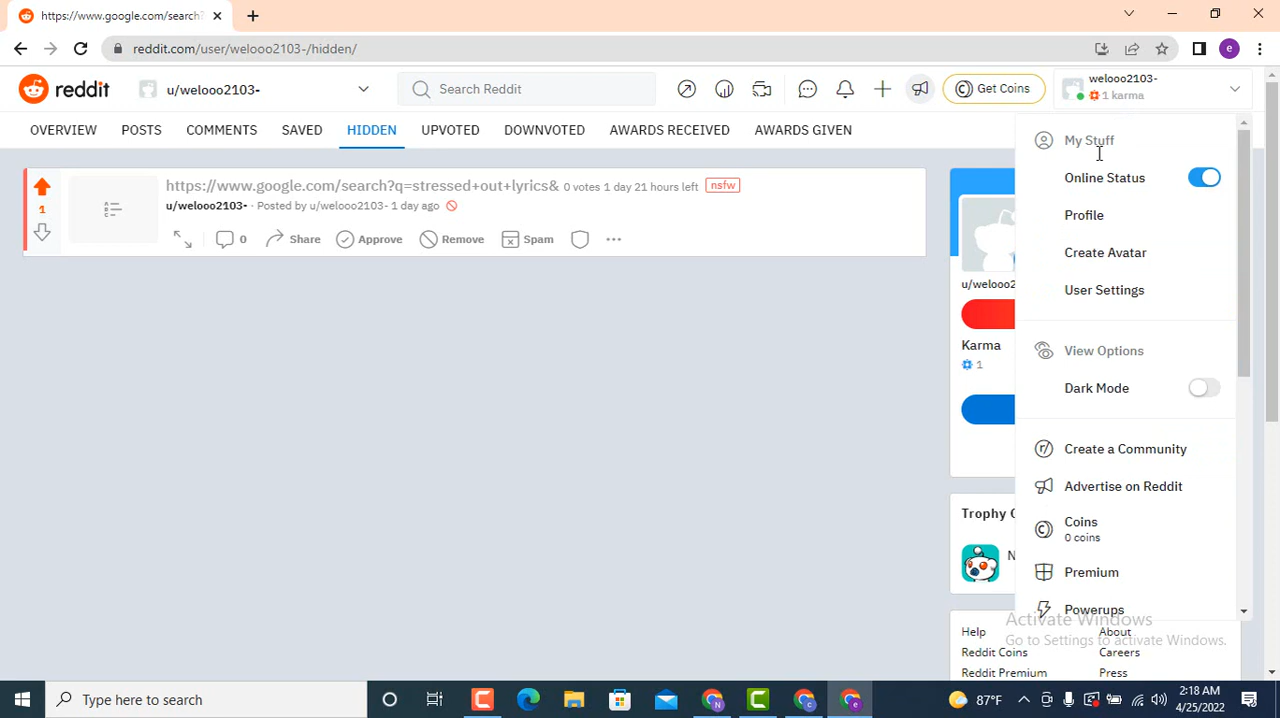 https://www.google.com/search?
reddit.com/user/welooo2103-/hidden/
e
reddit
u/welooo2103-
Search Reddit
Get Coins
welooo2103-
1 karma
OVERVIEW
POSTS
COMMENTS
SAVED
HIDDEN
UPVOTED
DOWNVOTED
AWARDS RECEIVED
AWARDS GIVEN
https://www.google.com/search?q=stressed+out+lyrics& 0 votes 1 day 21 hours left nsfw
u/welooo2103- · Posted by u/welooo2103- 1 day ago
1
0
Share
Approve
Remove
Spam
u/welooo2
Karma
1
Trophy C
N
Help
About
Reddit Coins
Careers
Reddit Premium
Press
My Stuff
Online Status
Profile
Create Avatar
User Settings
View Options
Dark Mode
Create a Community
Advertise on Reddit
Coins
0 coins
Premium
Powerups
Activate Windows
Go to Settings to activate Windows.
Type here to search
N
c
e
87°F
2:18 AM
4/25/2022